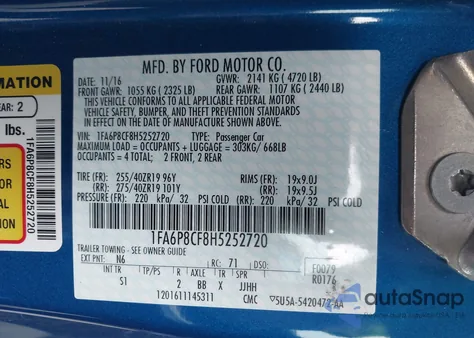 MFD. BY FORD MOTOR CO.
11/16 GVWR: 2141 KG ( 4720 LB)
FRONT GAWR: 1055 KG ( 2325 LB) REAR GAWR: 1107 KG ( 2440 LB)
THIS VEHICLE CONFORMS TO ALL APPLICABLE FEDERAL MOTOR
VEHICLE SAFETY, BUMPER, AND THEFT PREVENTION STANDARDS
IN EFFECT ON THE DATE OF MANUFACTURE SHOWN ABOVE.
VIN: 1FA6P8CF8H5252720 TYPE: Passenger Car
MAXIMUM LOAD = OCCUPANTS + LUGGAGE = 303KG/ 668LB
OCCUPANTS = 4 TOTAL: 2 FRONT, 2 REAR
TIRE (FR): 255/40ZR19 96Y RIMS (FR): 19x9.0J
(RR): 275/40ZR19 101Y (RR): 19x9.5J
PRESSURE (FR): 220 kPa/ 32 PSI COLD (RR): 220 kPa/ 32 PSI COLD
1FA6P8CF8H5252720
TRAILER TOWING - SEE OWNER GUIDE
EXT PNT: N6 RC: 71 DSO: F0079
R0176
INT TR TP/PS R AXLE TR SPR
S1 2 BB X JJHH
1201611145311 CMC 5U5A-5420472-AA
MATION
EAR: 2
lbs.
1FA6P8CF8H5252720
ERS
OR
S
autoSnap